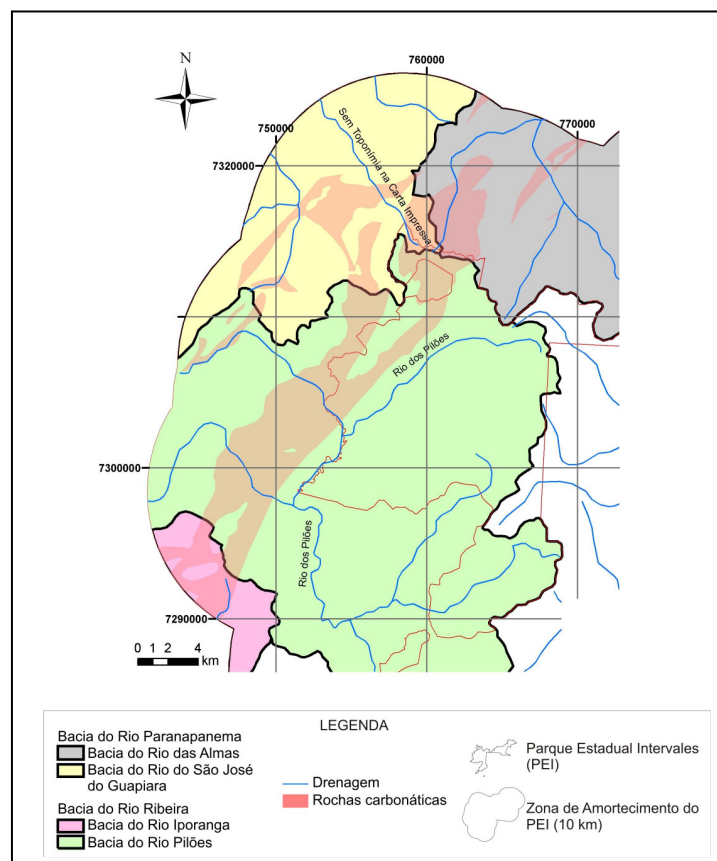 N
760000
750000
770000
7320000
Sem Toponímia na Carta Impressa
Rio dos Pilões
7300000
Rio dos Pilões
7290000
0 1 2 4
km
LEGENDA
Bacia do Rio Paranapanema
Bacia do Rio das Almas
Bacia do Rio do São José
do Guapiara
Bacia do Rio Ribeira
Bacia do Rio Iporanga
Bacia do Rio Pilões
Drenagem
Rochas carbonáticas
Parque Estadual Intervales
(PEI)
Zona de Amortecimento do
PEI (10 km)